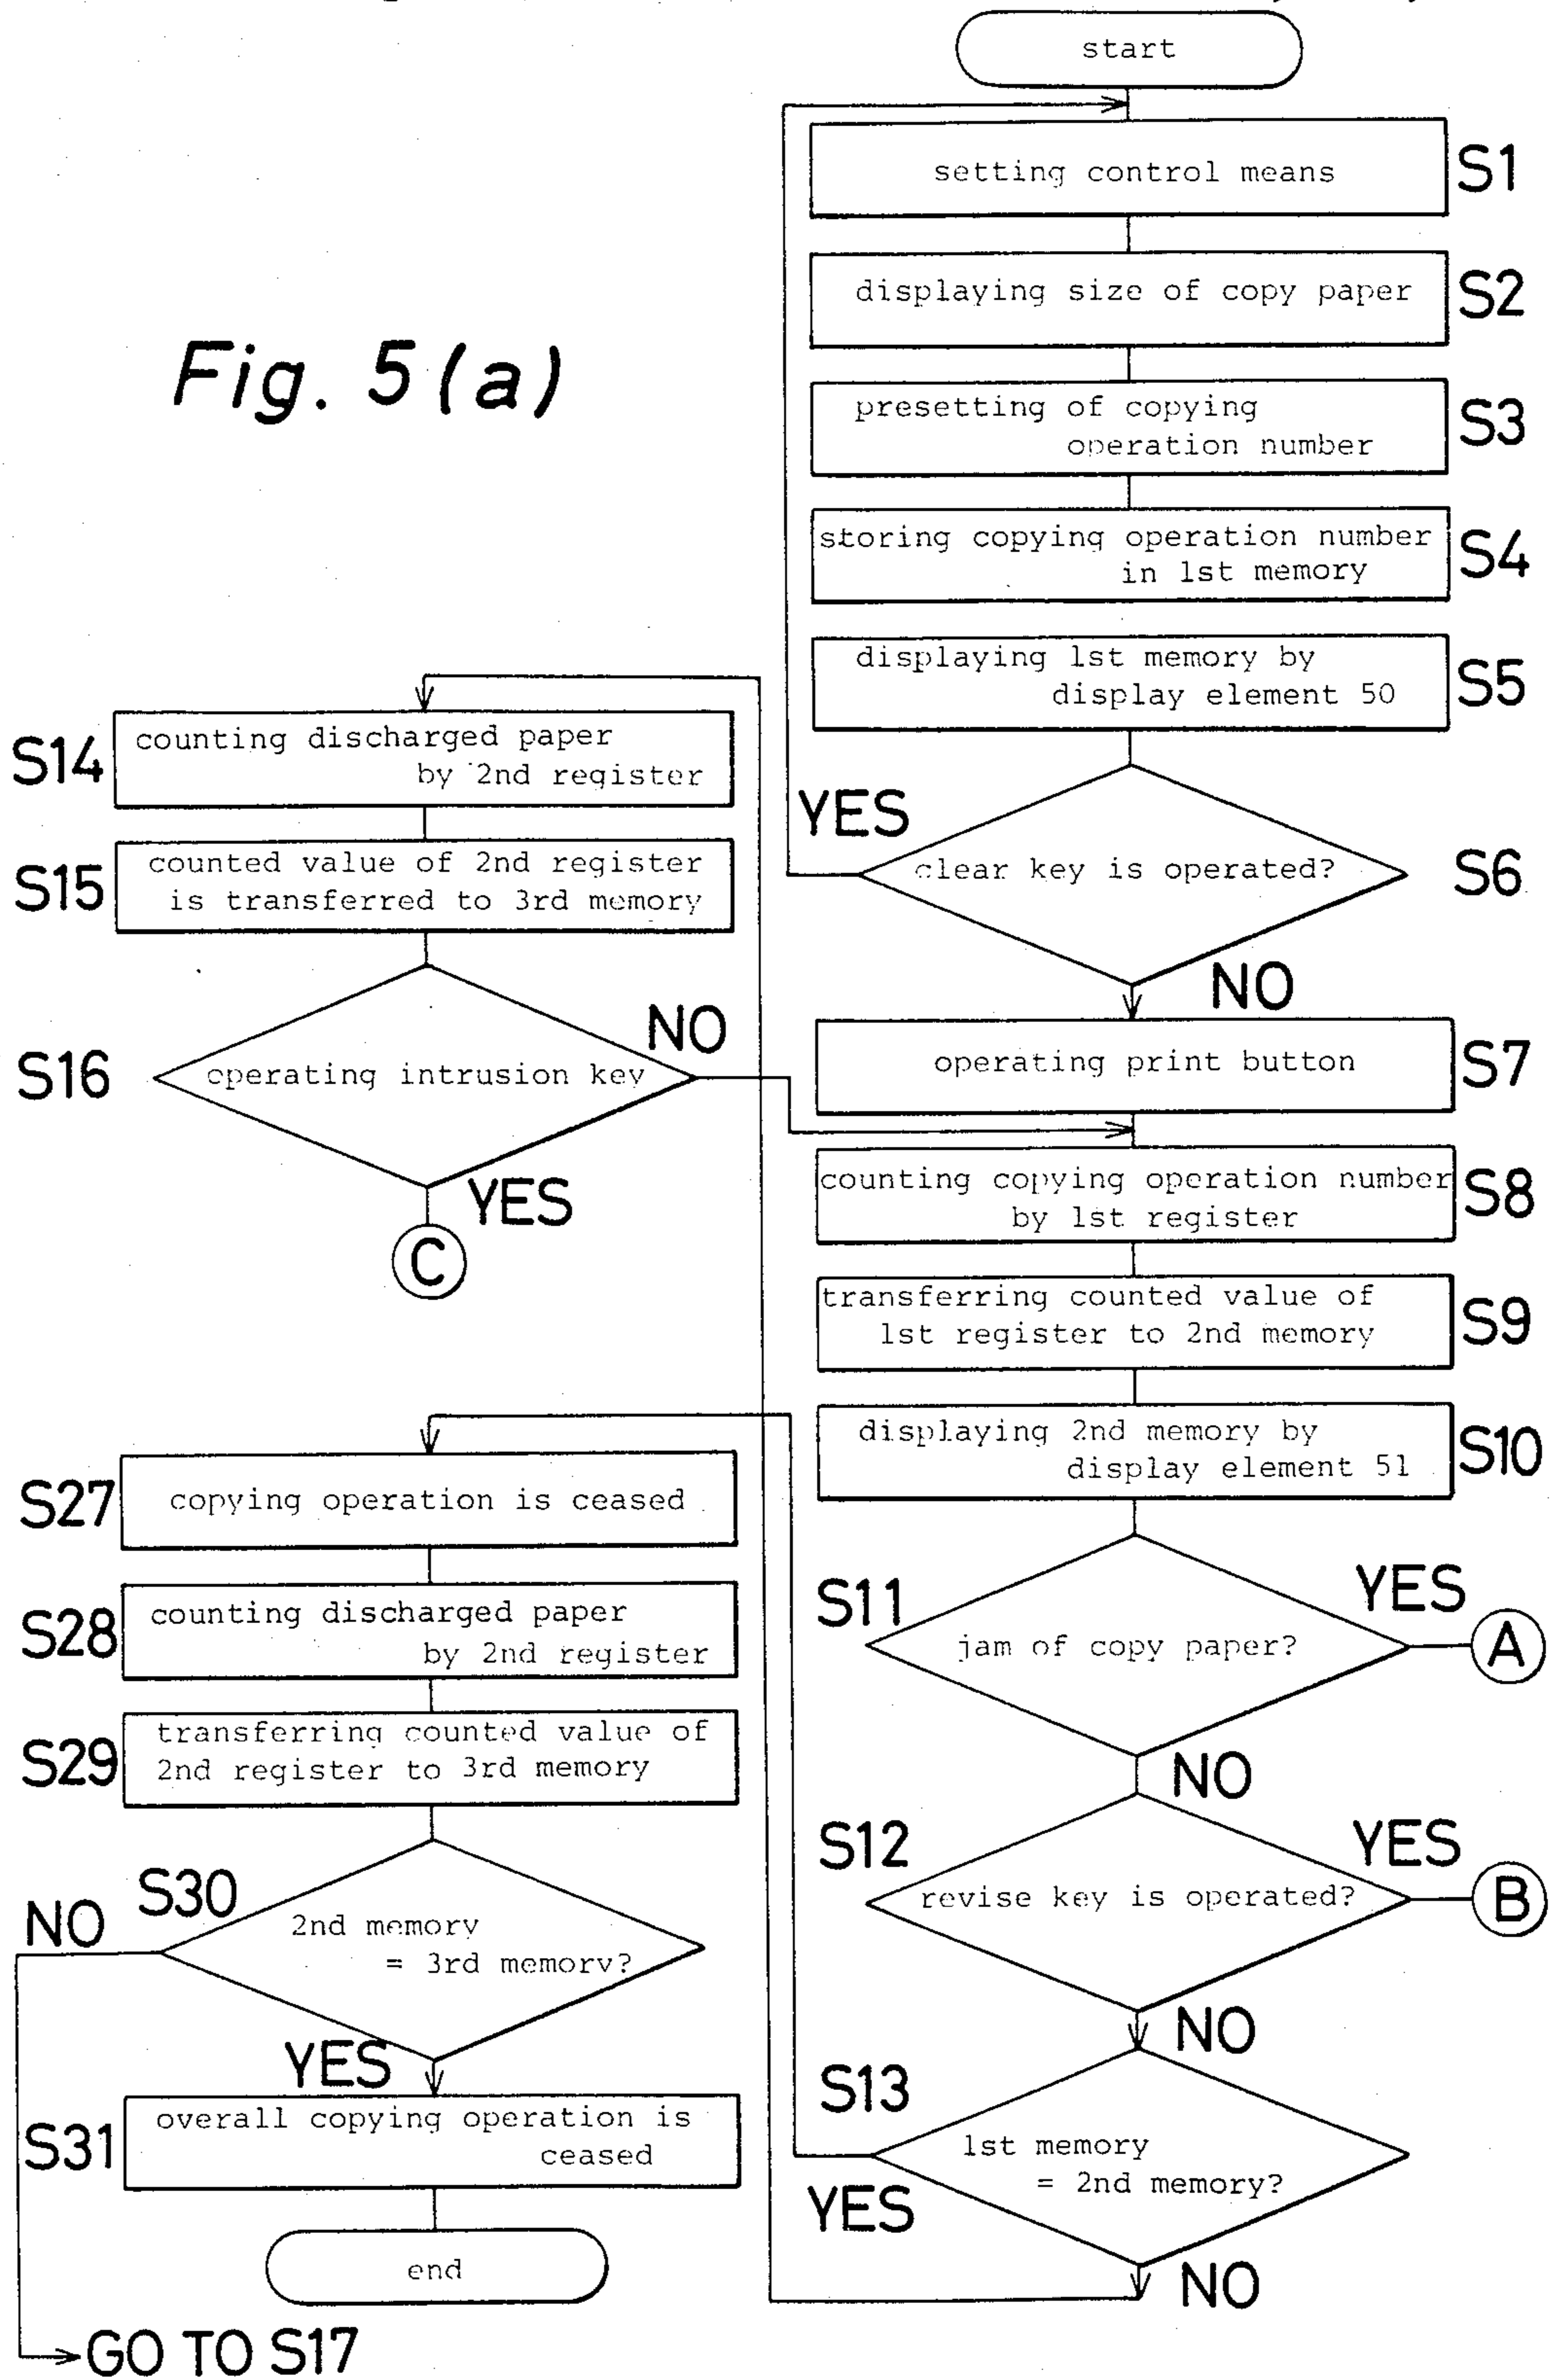 Fig. 5(a)
start
setting control means
S1
displaying size of copy paper
S2
presetting of copying
operation number
S3
storing copying operation number
in 1st memory
S4
displaying 1st memory by
display element 50
S5
YES
clear key is operated?
S6
NO
operating print button
S7
counting copying operation number
by 1st register
S8
transferring counted value of
1st register to 2nd memory
S9
displaying 2nd memory by
display element 51
S10
S11
jam of copy paper?
YES
A
NO
S12
revise key is operated?
YES
B
NO
S13
1st memory
= 2nd memory?
YES
NO
S14
counting discharged paper
by 2nd register
S15
counted value of 2nd register
is transferred to 3rd memory
S16
operating intrusion key
NO
YES
C
S27
copying operation is ceased
S28
counting discharged paper
by 2nd register
S29
transferring counted value of
2nd register to 3rd memory
S30
NO
2nd memory
= 3rd memory?
YES
S31
overall copying operation is
ceased
end
GO TO S17